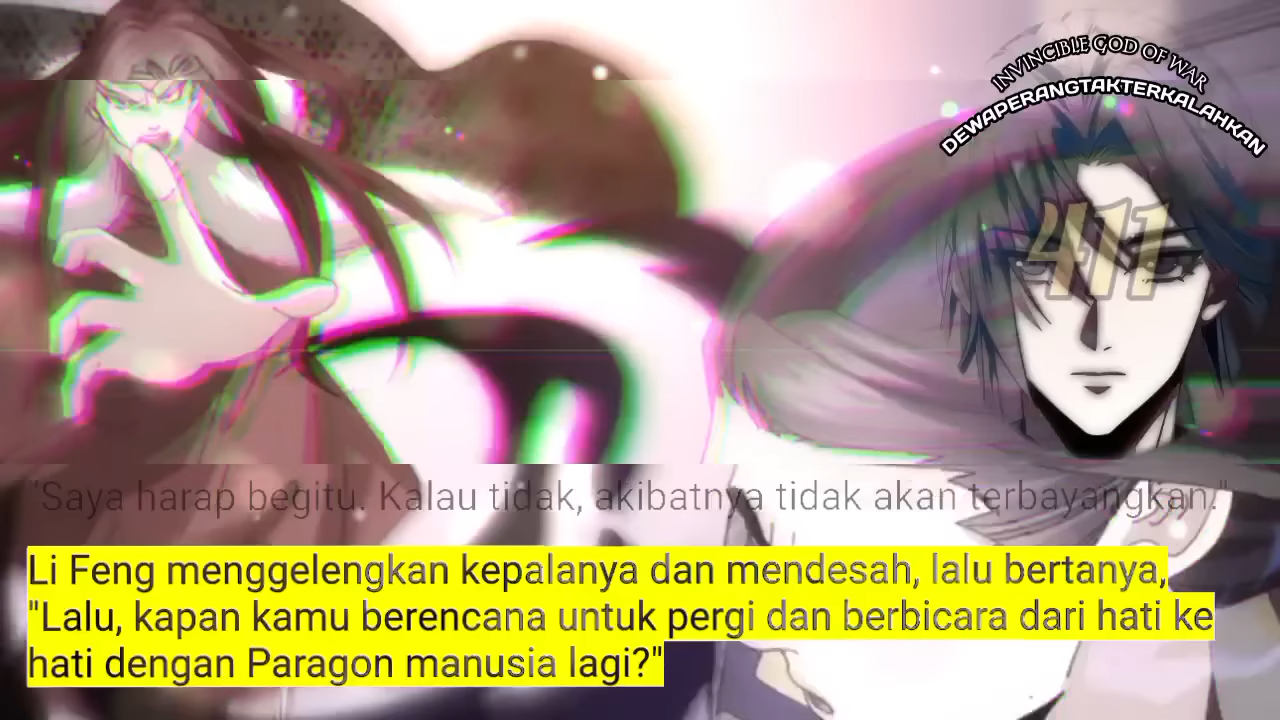 INVINCIBLE GOD OF WAR
DEWAPERANGTAKTERKALAHKAN
411
"Saya harap begitu. Kalau tidak, akibatnya tidak akan terbayangkan."
Li Feng menggelengkan kepalanya dan mendesah, lalu bertanya,
"Lalu, kapan kamu berencana untuk pergi dan berbicara dari hati ke
hati dengan Paragon manusia lagi?"